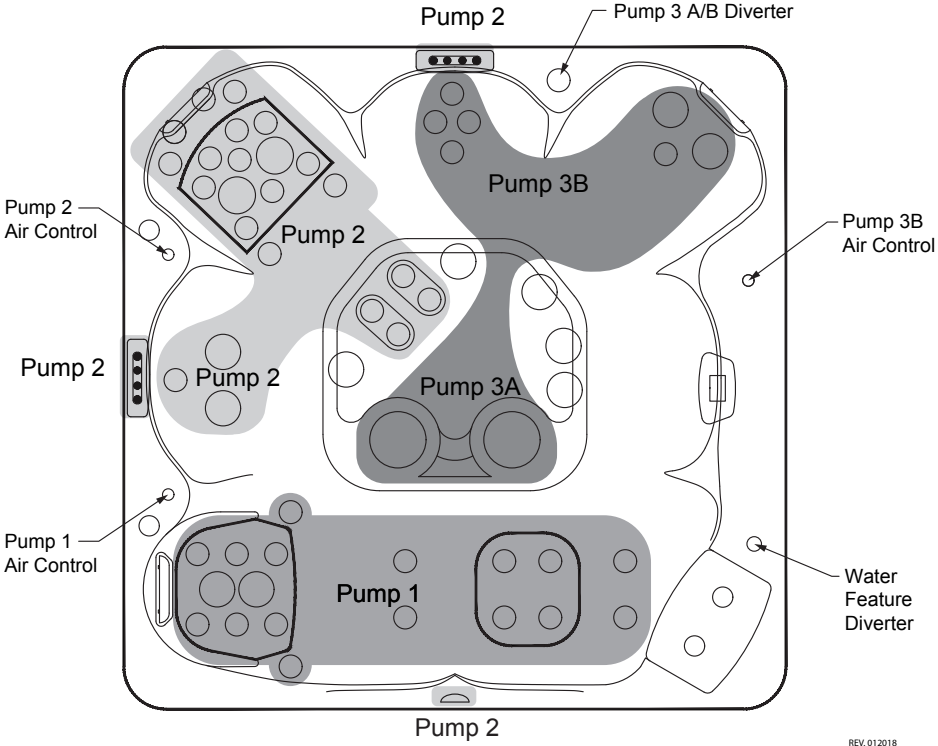 Pump 2
Pump 3 A/B Diverter
Pump 3B
Pump 2
Air Control
Pump 3B
Air Control
Pump 2
Pump 2
Pump 2
Pump 3A
Pump 1
Air Control
Pump 1
Water
Feature
Diverter
Pump 2
REV. 012018